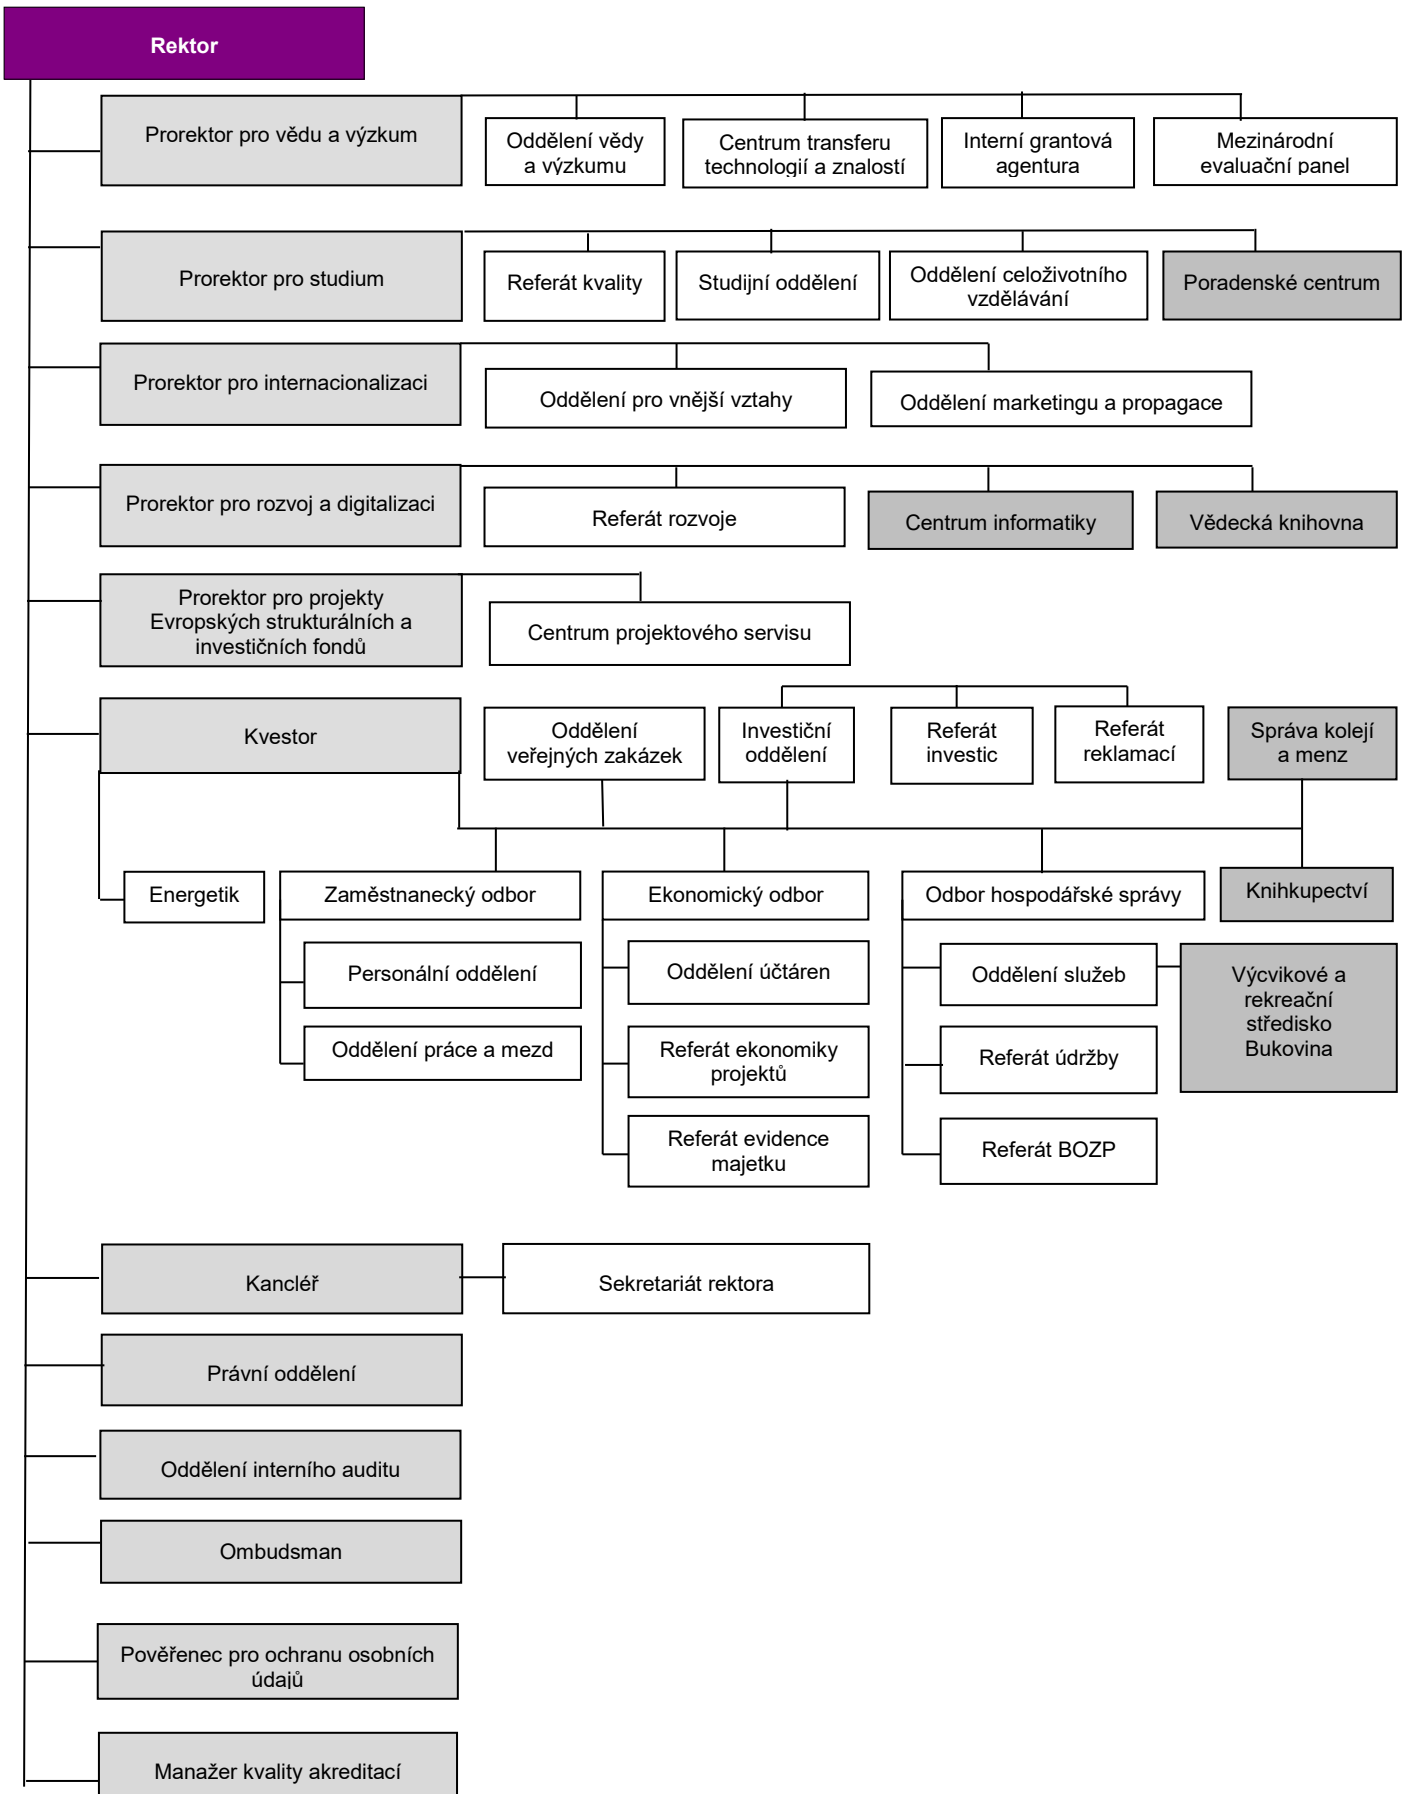 Rektor
Prorektor pro vědu a výzkum
Oddělení vědy
a výzkumu
Centrum transferu
technologií a znalostí
Interní grantová
agentura
Mezinárodní
evaluační panel
Prorektor pro studium
Referát kvality
Studijní oddělení
Oddělení celoživotního
vzdělávání
Poradenské centrum
Prorektor pro internacionalizaci
Oddělení pro vnější vztahy
Oddělení marketingu a propagace
Prorektor pro rozvoj a digitalizaci
Referát rozvoje
Centrum informatiky
Vědecká knihovna
Prorektor pro projekty
Evropských strukturálních a
investičních fondů
Centrum projektového servisu
Kvestor
Oddělení
veřejných zakázek
Investiční
oddělení
Referát
investic
Referát
reklamací
Správa kolejí
a menz
Energetik
Zaměstnanecký odbor
Ekonomický odbor
Odbor hospodářské správy
Knihkupectví
Personální oddělení
Oddělení účtáren
Oddělení služeb
Výcvikové a
rekreační
středisko
Bukovina
Oddělení práce a mezd
Referát ekonomiky
projektů
Referát údržby
Referát evidence
majetku
Referát BOZP
Kancléř
Sekretariát rektora
Právní oddělení
Oddělení interního auditu
Ombudsman
Pověřenec pro ochranu osobních
údajů
Manažer kvality akreditací